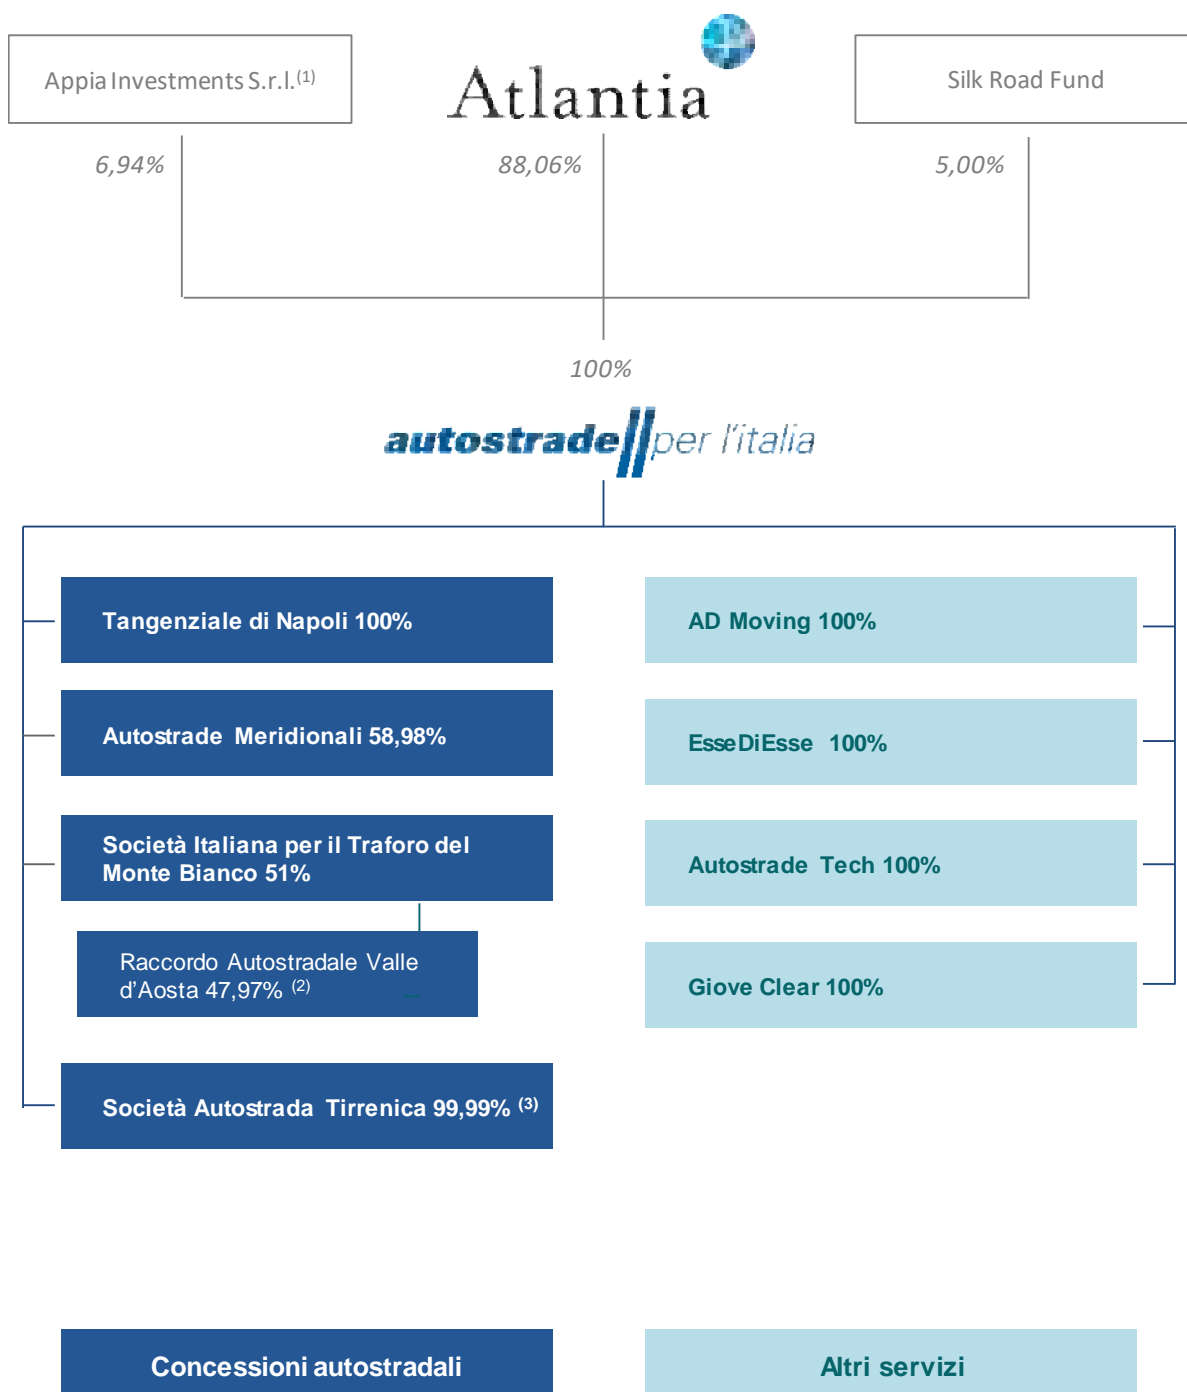 Appia Investments S.r.l.(1)
Atlantia
Silk Road Fund
6,94%
88,06%
5,00%
100%
autostrade per l'italia
Tangenziale di Napoli 100%
AD Moving 100%
Autostrade Meridionali 58,98%
EsseDiEsse 100%
Società Italiana per il Traforo del
Monte Bianco 51%
Autostrade Tech 100%
Raccordo Autostradale Valle
d’Aosta 47,97% (2)
Giove Clear 100%
Società Autostrada Tirrenica 99,99% (3)
Concessioni autostradali
Altri servizi